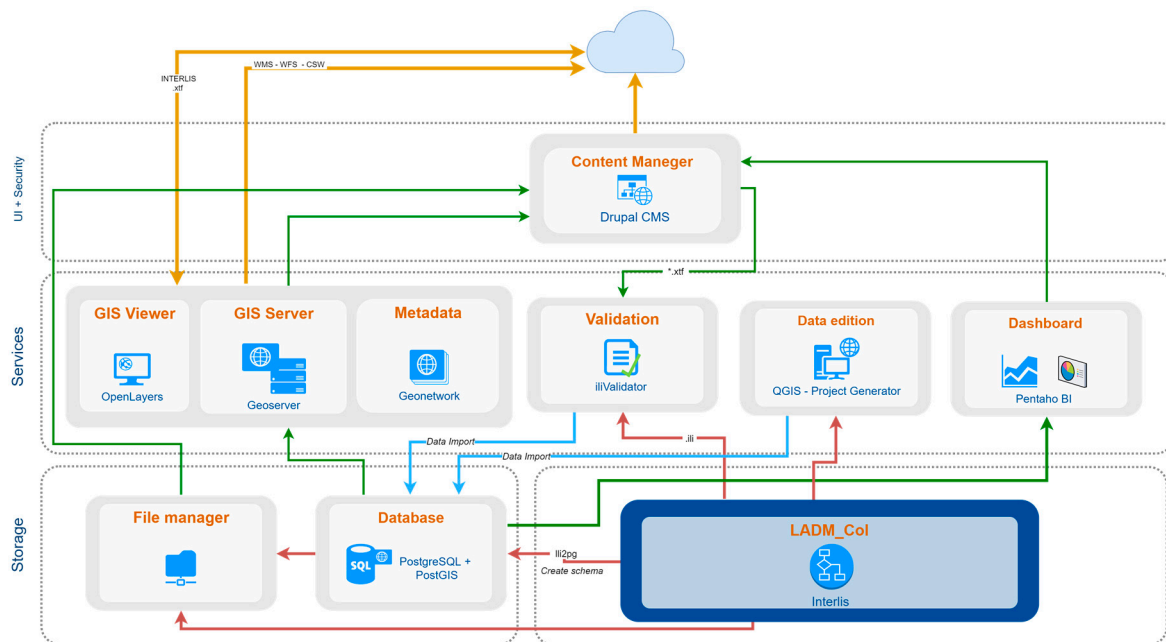 INTERLIS
.xtf
WMS - WFS - CSW
UI + Security
Content Maneger
Drupal CMS
*.xtf
Services
GIS Viewer
OpenLayers
GIS Server
Geoserver
Metadata
Geonetwork
Validation
iliValidator
Data edition
QGIS - Project Generator
Dashboard
Pentaho BI
Data Import
.ili
Data Import
Storage
File manager
Database
SQL
PostgreSQL +
PostGIS
Ili2pg
Create schema
LADM_Col
Interlis